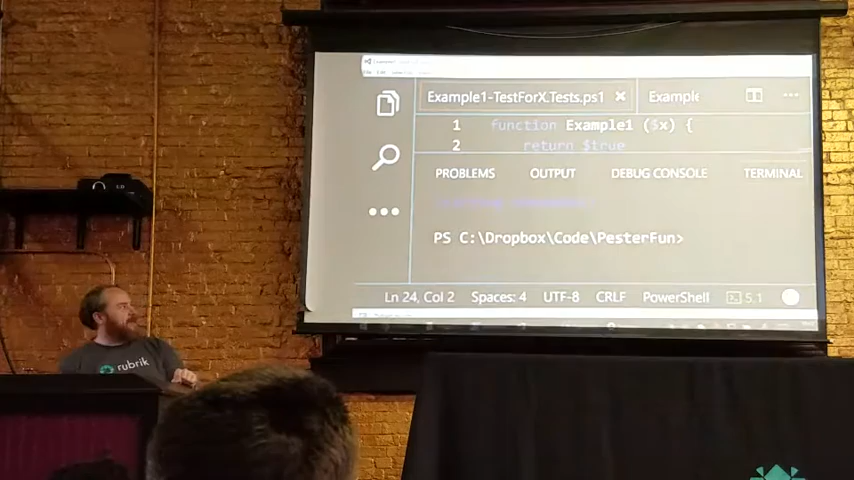 Example1-TestForX.Tests.ps1 × Example
1 function Example1 ($x) {
2 return $true
PROBLEMS OUTPUT DEBUG CONSOLE TERMINAL
PS C:\Dropbox\Code\PesterFun>
Ln 24, Col 2 Spaces: 4 UTF-8 CRLF PowerShell 5.1
rubrik